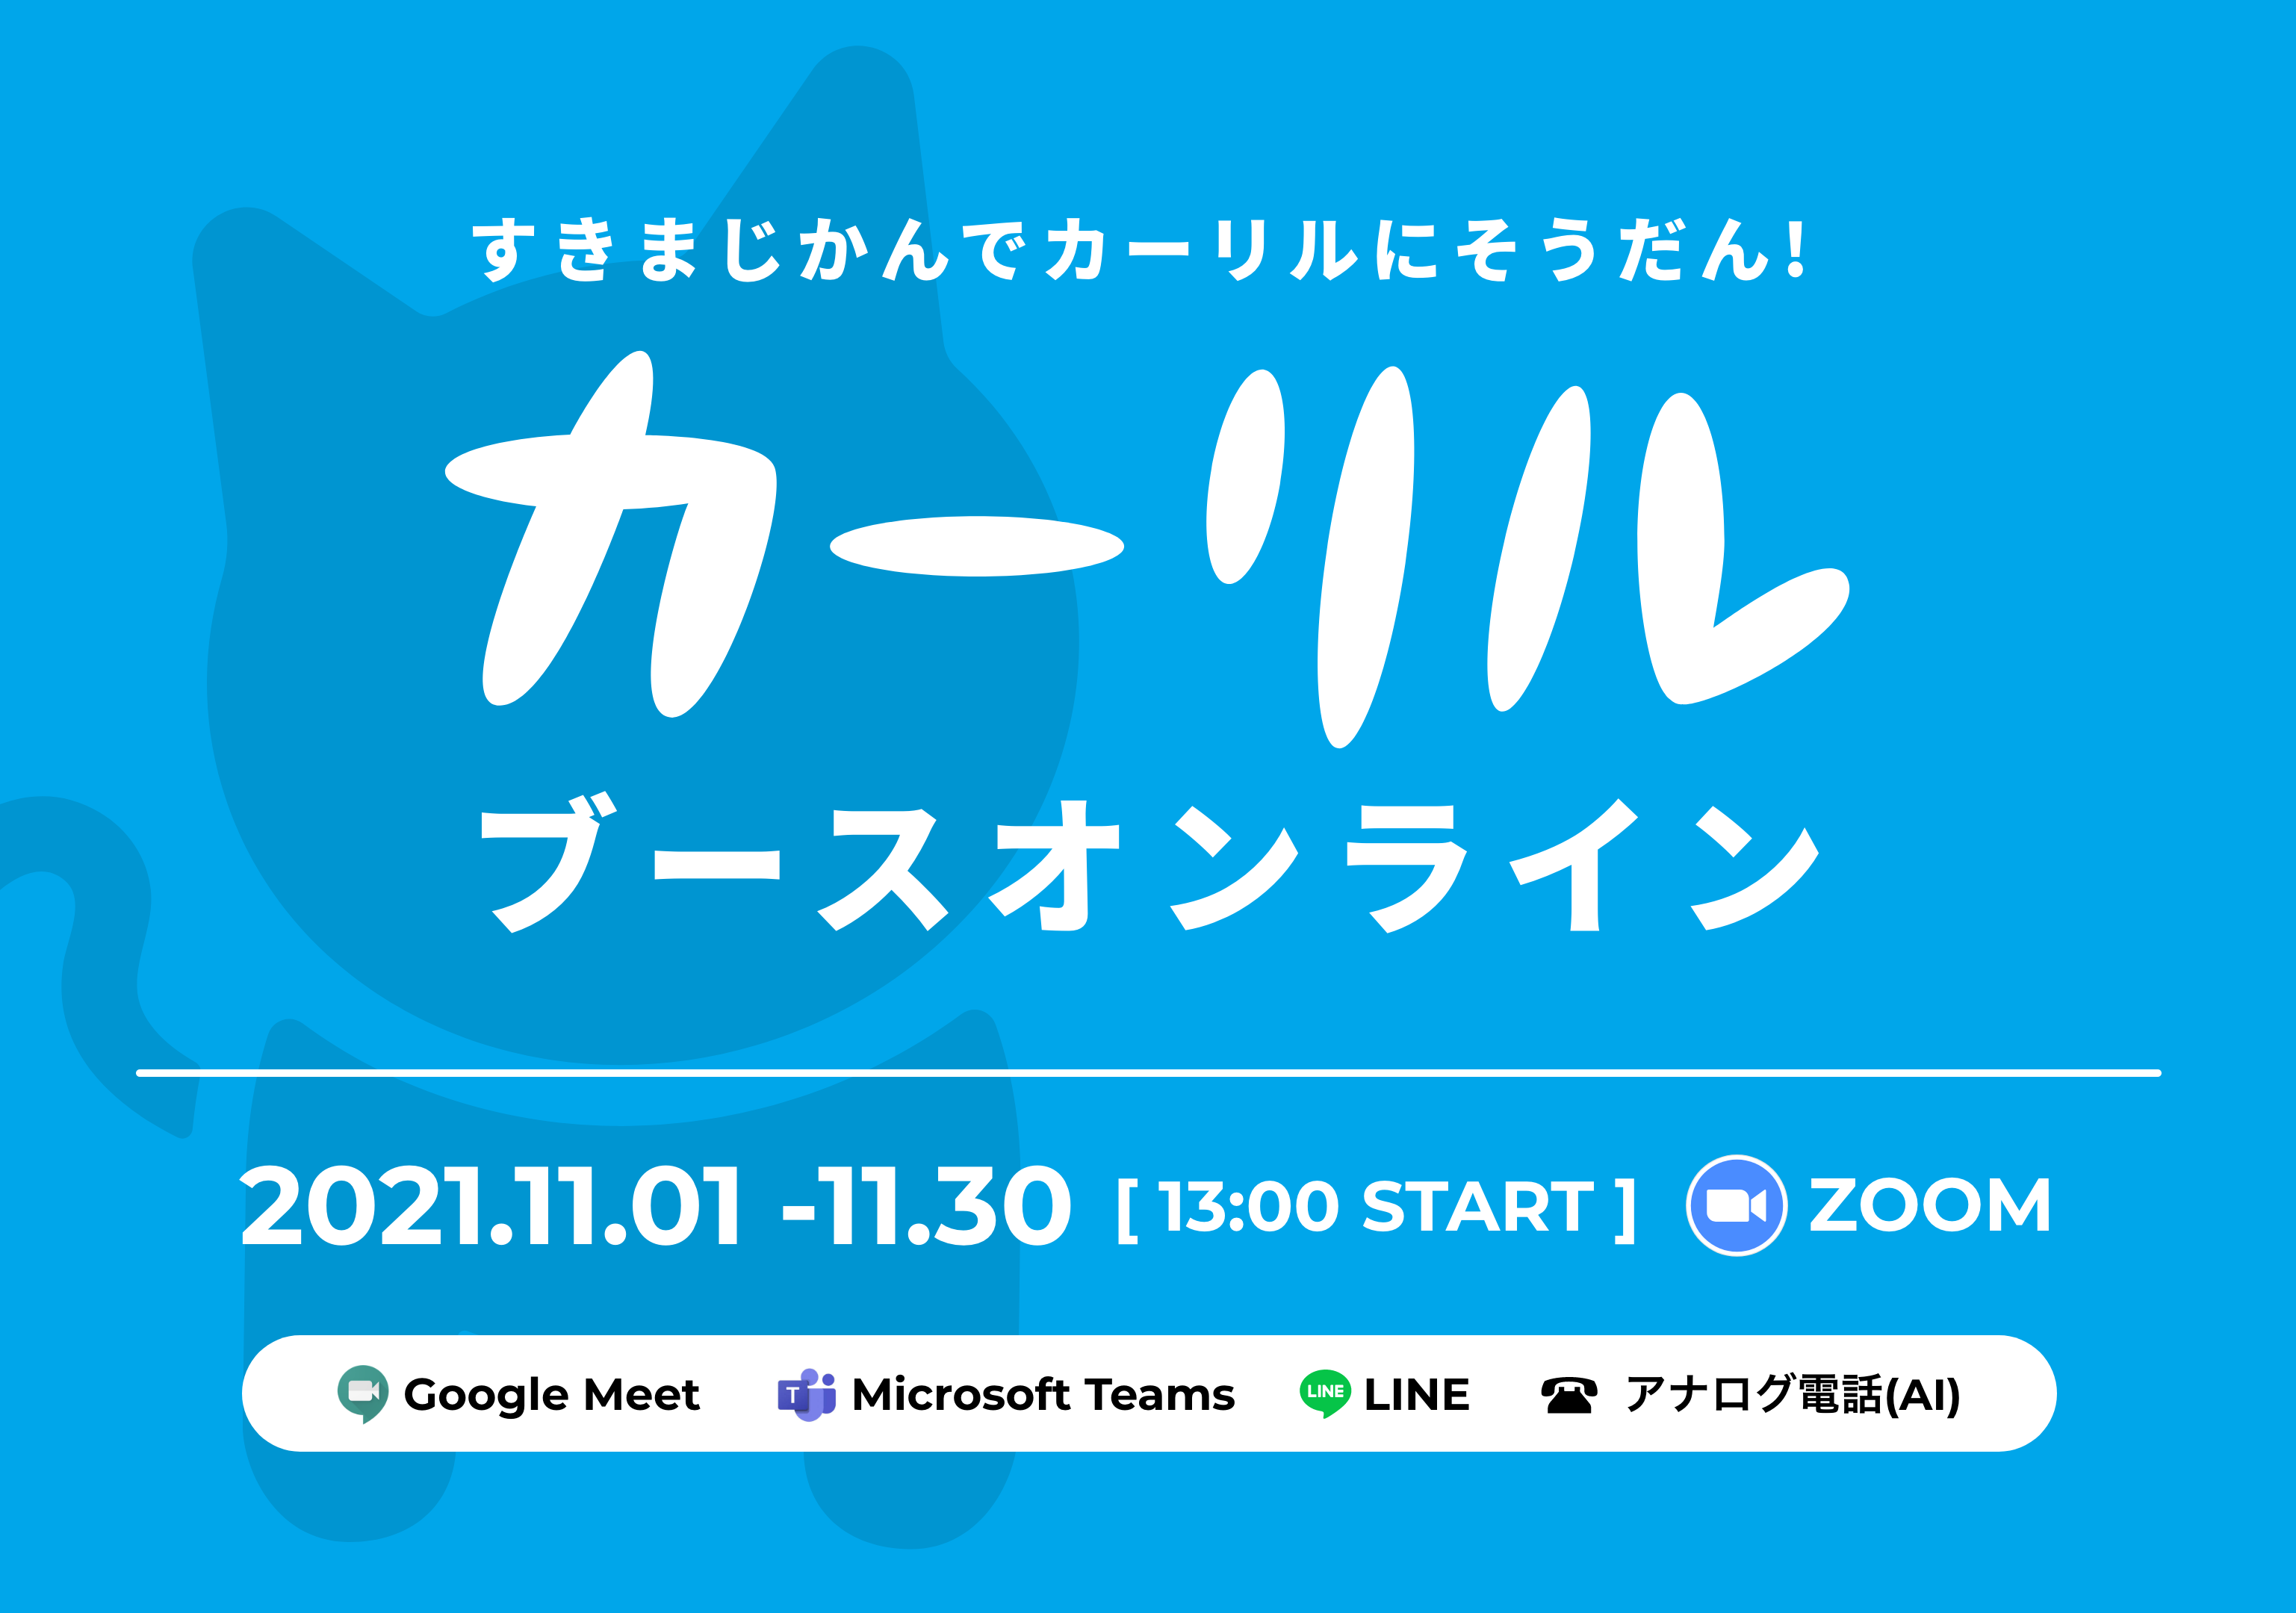 すきまじかんでカーリルにそうだん!
カーリル
ブースオンライン
2021.11.01 -11.30 [ 13:00 START ] ZOOM
Google Meet T Microsoft Teams LINE LINE アナログ電話(AI)